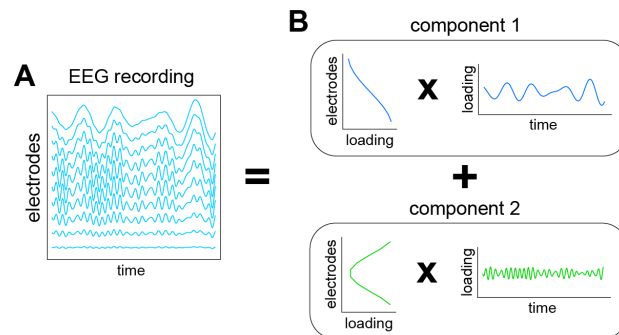 A
EEG recording
electrodes
time
=
B
component 1
electrodes
loading
x
loading
time
+
component 2
electrodes
loading
x
loading
time